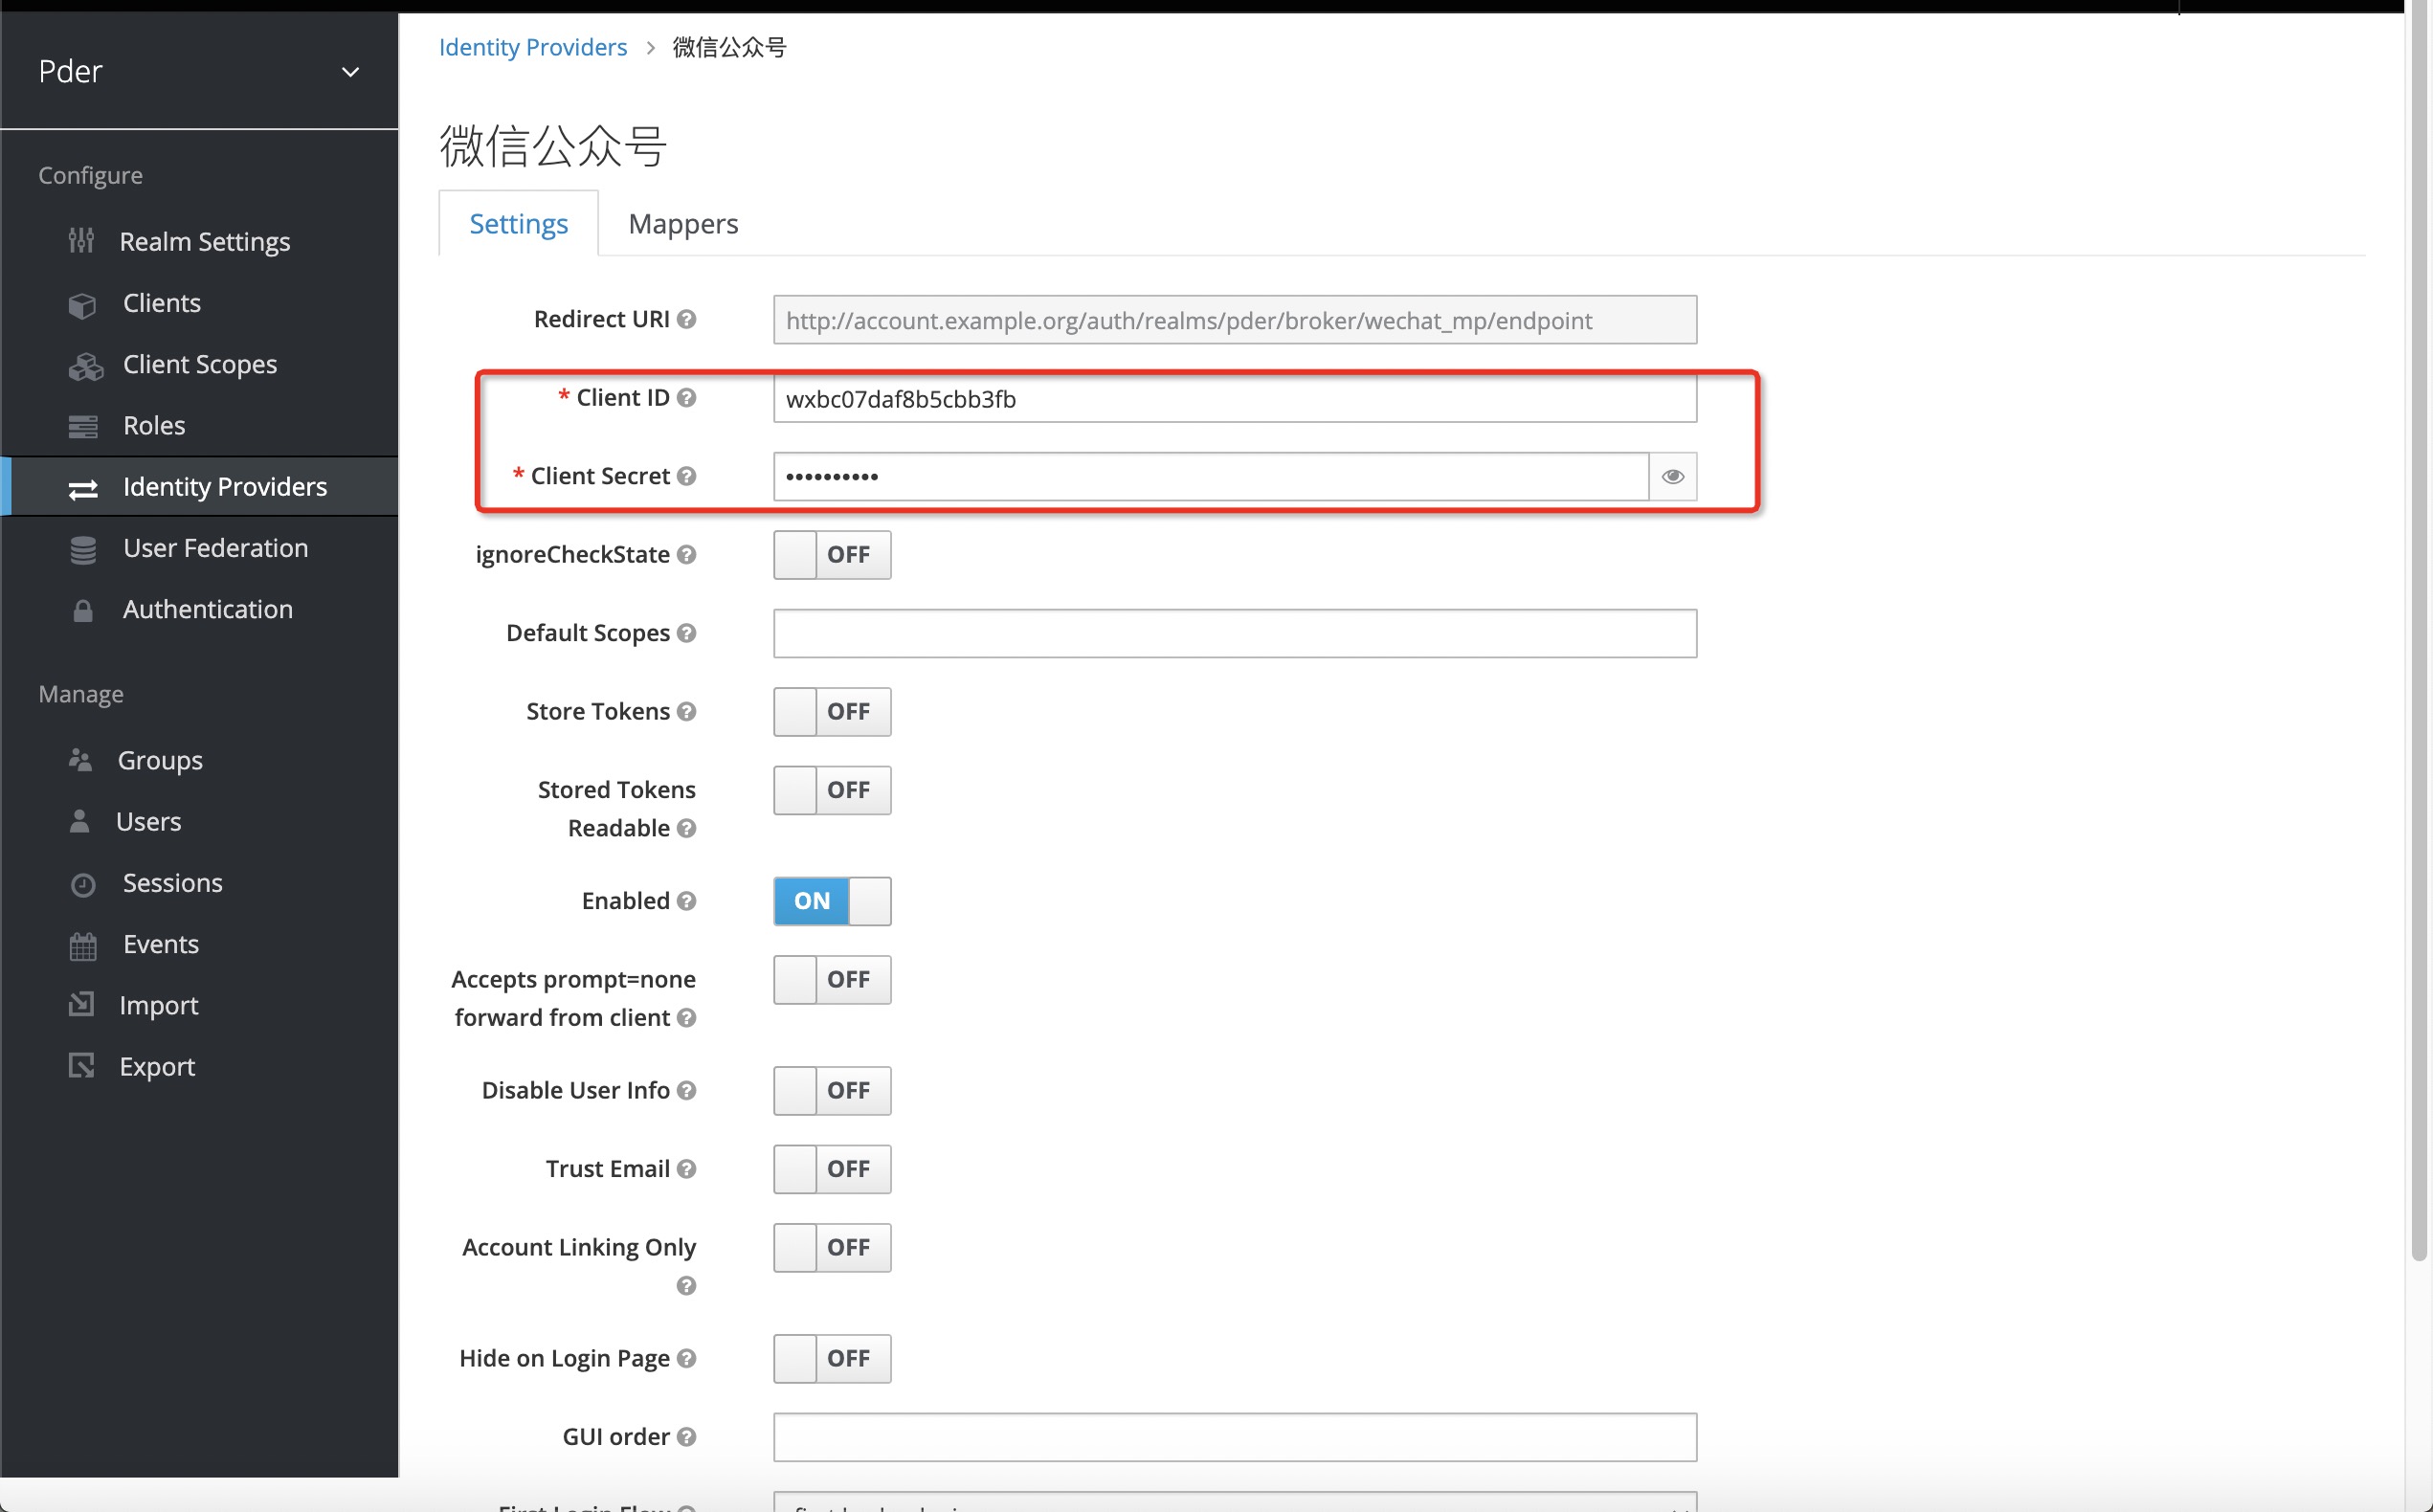 Pder
Configure
Realm Settings
Clients
Client Scopes
Roles
Identity Providers
User Federation
Authentication
Manage
Groups
Users
Sessions
Events
Import
Export
Identity Providers > 微信公众号
微信公众号
Settings Mappers
Redirect URI http://account.example.org/auth/realms/pder/broker/wechat_mp/endpoint
* Client ID wxbc07daf8b5cbb3fb
* Client Secret ••••••••••
ignoreCheckState OFF
Default Scopes
Store Tokens OFF
Stored Tokens OFF
Readable
Enabled ON
Accepts prompt=none OFF
forward from client
Disable User Info OFF
Trust Email OFF
Account Linking Only OFF
Hide on Login Page OFF
GUI order
First Login Flow